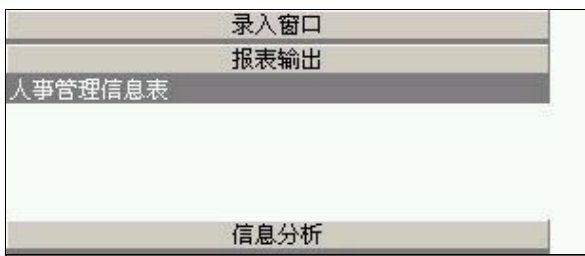 录入窗口
报表输出
人事管理信息表
信息分析